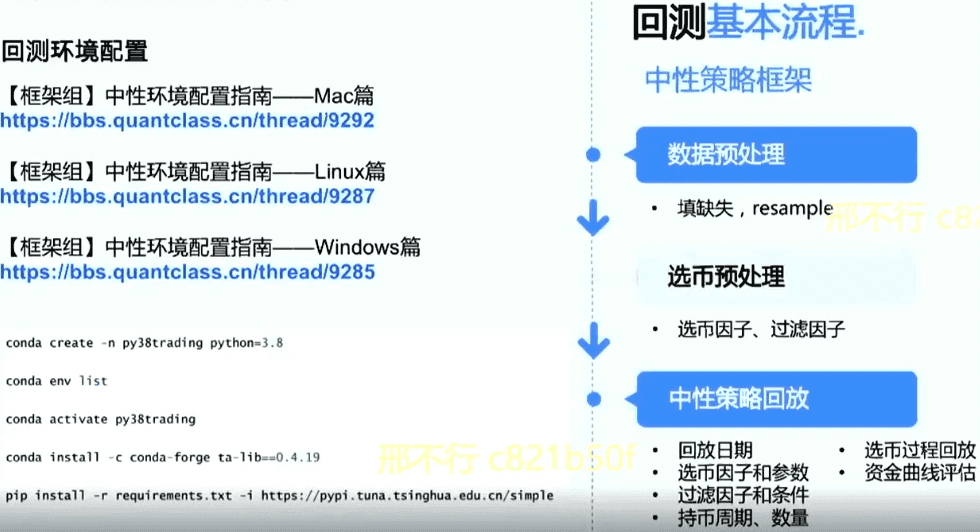 回测环境配置
【框架组】中性环境配置指南——Mac篇
https://bbs.quantclass.cn/thread/9292
【框架组】中性环境配置指南——Linux篇
https://bbs.quantclass.cn/thread/9287
【框架组】中性环境配置指南——Windows篇
https://bbs.quantclass.cn/thread/9285
conda create -n py38trading python=3.8
conda env list
conda activate py38trading
conda install -c conda-forge ta-lib==0.4.19
pip install -r requirements.txt -i https://pypi.tuna.tsinghua.edu.cn/simple
回测基本流程.
中性策略框架
数据预处理
• 填缺失，resample
选币预处理
• 选币因子、过滤因子
中性策略回放
• 回放日期
• 选币因子和参数
• 过滤因子和条件
• 持币周期、数量
• 选币过程回放
• 资金曲线评估
邢不行 c82
邢不行 c821b50f